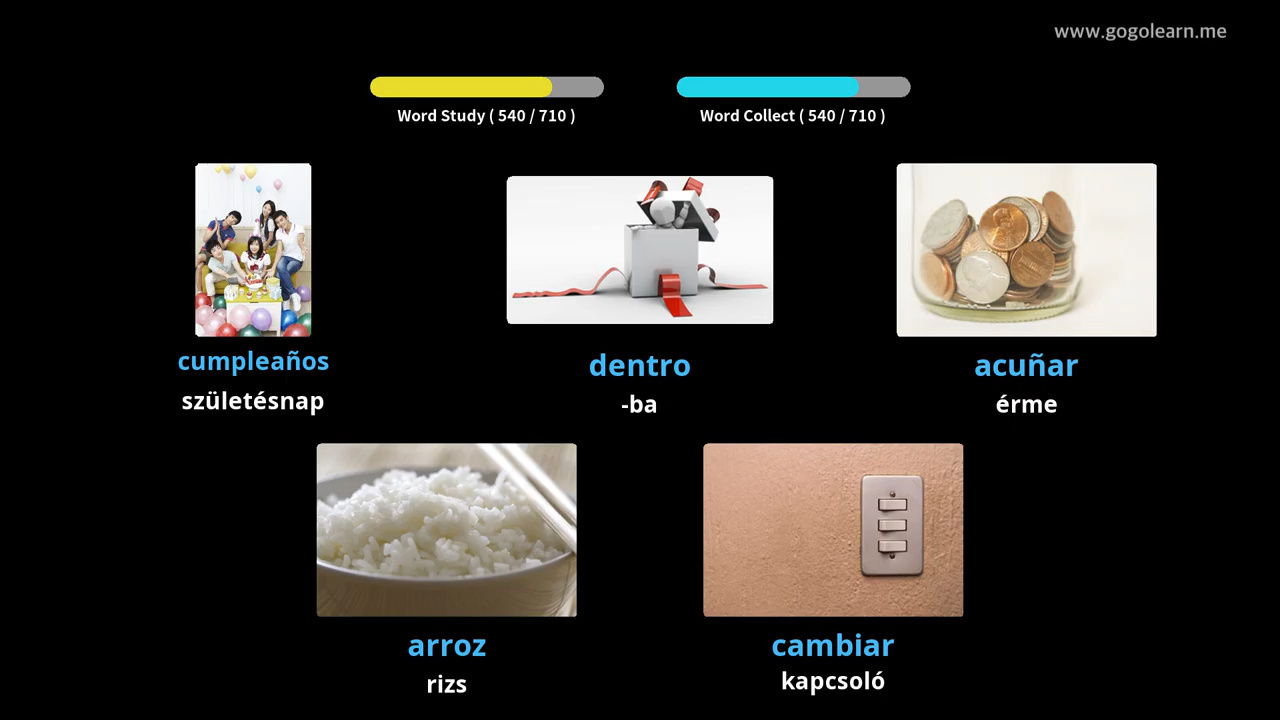 www.gogolearn.me
Word Study ( 540 / 710 )
Word Collect ( 540 / 710 )
cumpleaños
születésnap
dentro
-ba
acuñar
érme
arroz
rizs
cambiar
kapcsoló